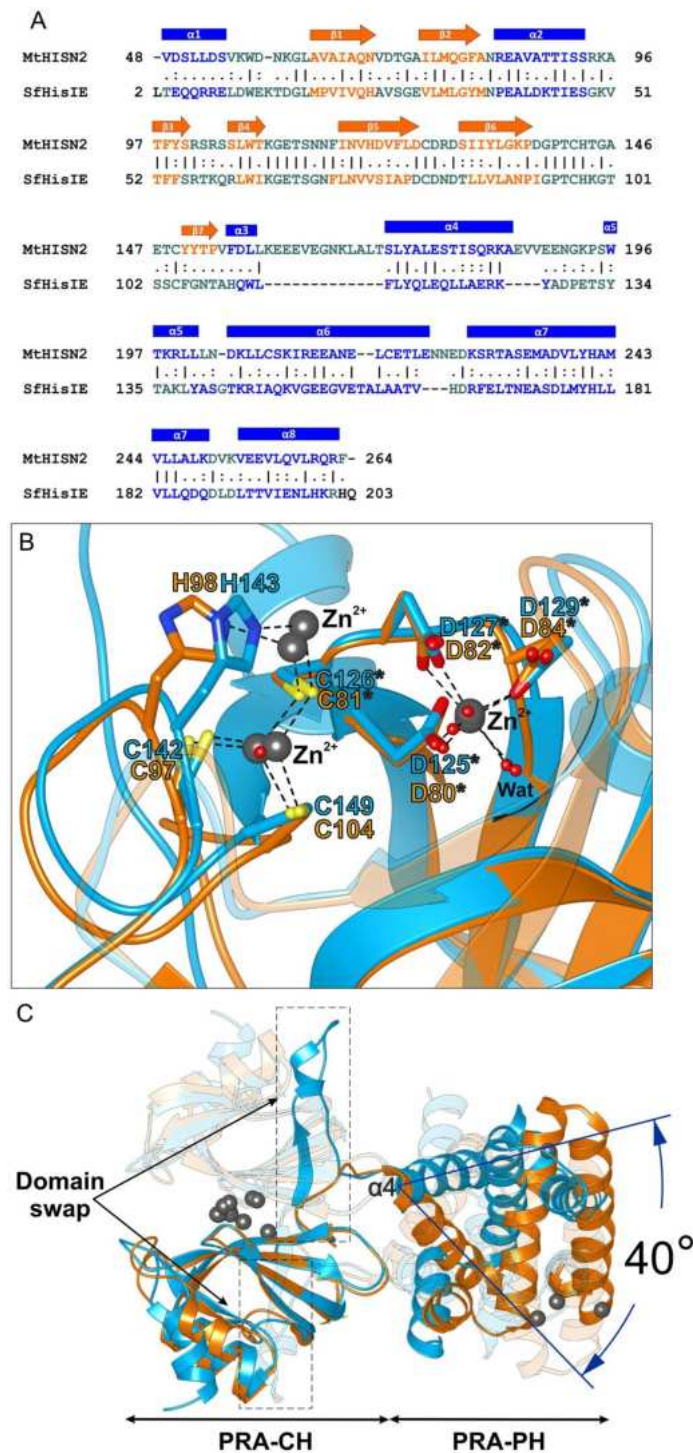 A
α1 β1 β2 α2
MtHISN2 48 -VDSLLDSVKWD-NKGLAVAIAQNVDTGAILMQGFANREAVATTISSRKA 96
SfHisIE 2 LTEQQRRELDWEKTDGLMPVIVQHAVSGEVLMLGYMNPEALDKTIESGKV 51
β3 β4 β5 β6
MtHISN2 97 TFYSRSRSSLWTKGETSNNFINVHDVFLDCDRDSIIYLGKPDGPTCHTGA 146
SfHisIE 52 TFFSRTKQRLWIKGETSGNFLNVVSIAPDCDNDTLLVLANPIGPTCHKGT 101
β7 α3 α4 α5
MtHISN2 147 ETCYYTPVFDLLKEEEVEGNKLALTSLYALESTISQRKAEVVEENGKPSW 196
SfHisIE 102 SSCFGNTAHQWL-------------FLYQLEQLLAERK----YADPETSY 134
α5 α6 α7
MtHISN2 197 TKRLLLN-DKLLCSKIREEANE--LCETLENNEDKSRTASEMADVLYHAM 243
SfHisIE 135 TAKLYASGTKRIAQKVGEEGVETALAATV---HDRFELTNEASDLMYHLL 181
α7 α8
MtHISN2 244 VLLALKDVKVEEVLQVLRQRF- 264
SfHisIE 182 VLLQDQDLDLTTVIENLHKRHQ 203
B
H98 H143
Zn2+
D127* D129*
D82* D84*
C126*
C81*
Zn2+
C142 Zn2+ D125*
C97 D80*
Wat
C149
C104
C
Domain
swap
α4
40°
PRA-CH PRA-PH